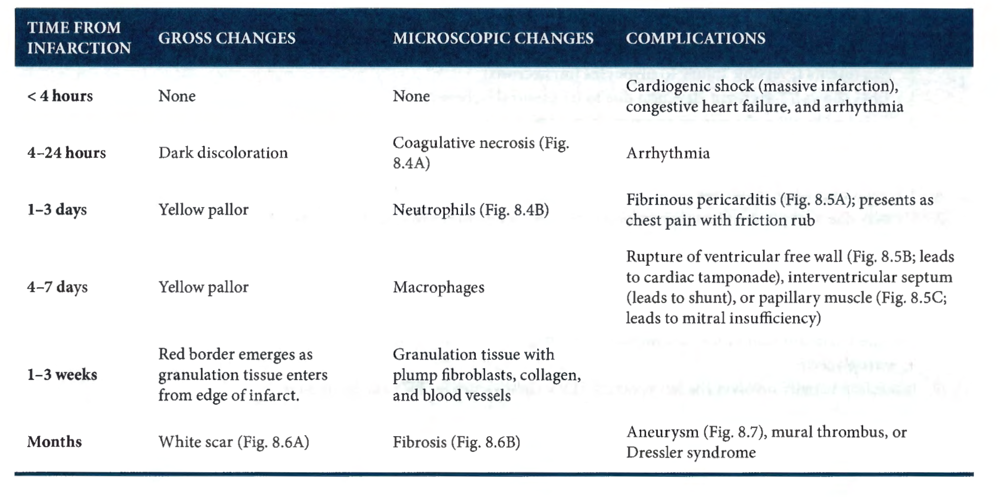 TIME FROM
INFARCTION
GROSS CHANGES
MICROSCOPIC CHANGES
COMPLICATIONS
< 4 hours
None
None
Cardiogenic shock (massive infarction),
congestive heart failure, and arrhythmia
4–24 hours
Dark discoloration
Coagulative necrosis (Fig.
8.4A)
Arrhythmia
1–3 days
Yellow pallor
Neutrophils (Fig. 8.4B)
Fibrinous pericarditis (Fig. 8.5A); presents as
chest pain with friction rub
4–7 days
Yellow pallor
Macrophages
Rupture of ventricular free wall (Fig. 8.5B; leads
to cardiac tamponade), interventricular septum
(leads to shunt), or papillary muscle (Fig. 8.5C;
leads to mitral insufficiency)
1–3 weeks
Red border emerges as
granulation tissue enters
from edge of infarct.
Granulation tissue with
plump fibroblasts, collagen,
and blood vessels
Months
White scar (Fig. 8.6A)
Fibrosis (Fig. 8.6B)
Aneurysm (Fig. 8.7), mural thrombus, or
Dressler syndrome